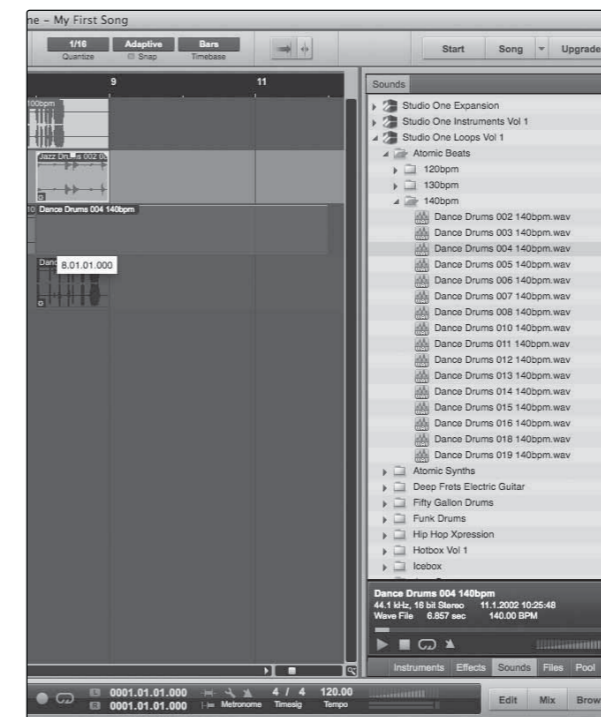 ne – My First Song
1/16 Adaptive Bars
Quantize Snap Timebase
Start Song Upgrade
9 11
Sounds
100bpm
Studio One Expansion
Studio One Instruments Vol 1
Studio One Loops Vol 1
Atomic Beats
120bpm
130bpm
140bpm
Jazz Drums 002
Dance Drums 004 140bpm
8.01.01.000
Dance Drums 002 140bpm.wav
Dance Drums 003 140bpm.wav
Dance Drums 004 140bpm.wav
Dance Drums 005 140bpm.wav
Dance Drums 006 140bpm.wav
Dance Drums 007 140bpm.wav
Dance Drums 008 140bpm.wav
Dance Drums 010 140bpm.wav
Dance Drums 011 140bpm.wav
Dance Drums 012 140bpm.wav
Dance Drums 013 140bpm.wav
Dance Drums 014 140bpm.wav
Dance Drums 015 140bpm.wav
Dance Drums 016 140bpm.wav
Dance Drums 018 140bpm.wav
Dance Drums 019 140bpm.wav
Atomic Synths
Deep Frets Electric Guitar
Fifty Gallon Drums
Funk Drums
Hip Hop Xpression
Hotbox Vol 1
Icebox
Dance Drums 004 140bpm
44.1 kHz, 16 bit Stereo 11.1.2002 10:25:48
Wave File 6.857 sec 140.00 BPM
Instruments Effects Sounds Files Pool
L 0001.01.01.000 4 / 4 120.00
R 0001.01.01.000 Metronome Timesig Tempo
Edit Mix Brow